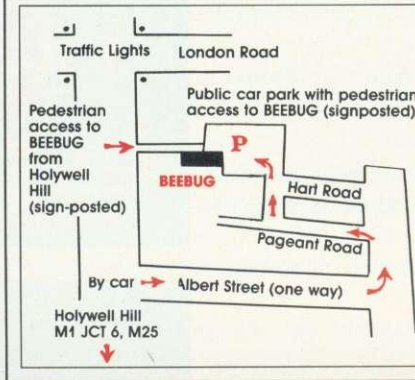 Traffic Lights
London Road
Public car park with pedestrian
access to BEEBUG (signposted)
Pedestrian
access to
BEEBUG
from
Holywell
Hill
(sign-posted)
P
BEEBUG
Hart Road
Pageant Road
By car
Albert Street (one way)
Holywell Hill
M1 JCT 6, M25